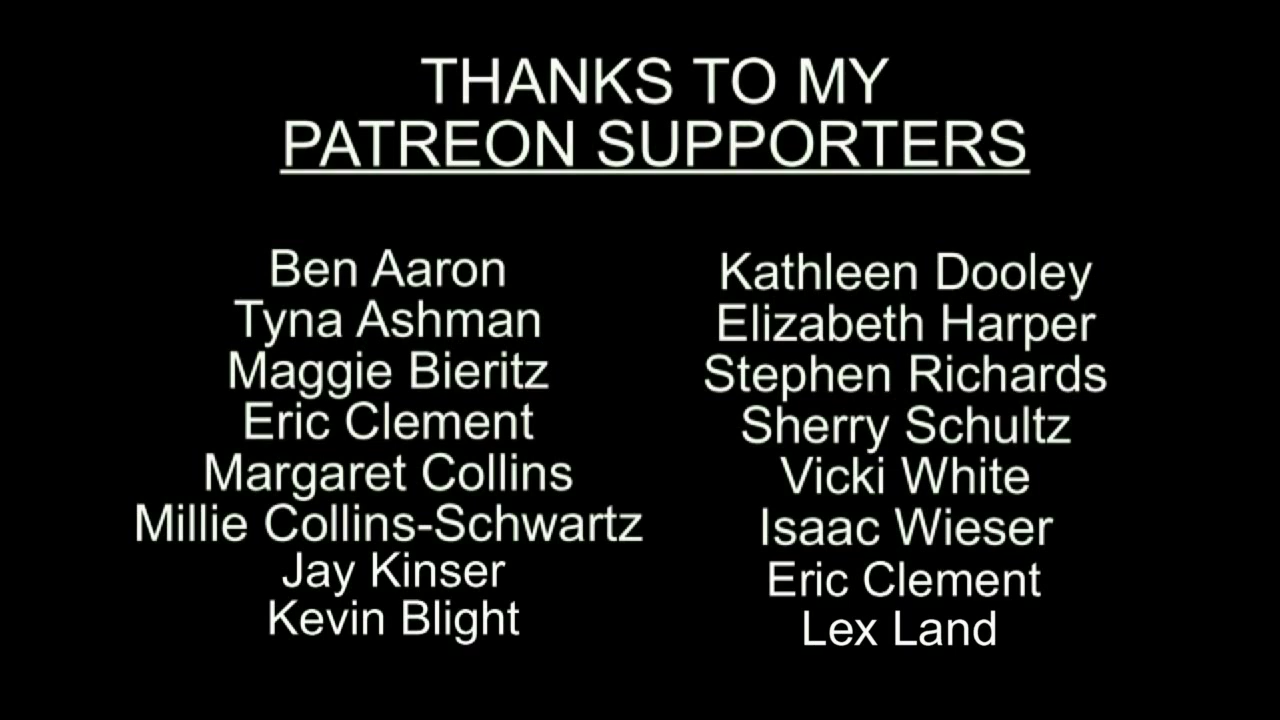 THANKS TO MY
PATREON SUPPORTERS
Ben Aaron
Tyna Ashman
Maggie Bieritz
Eric Clement
Margaret Collins
Millie Collins-Schwartz
Jay Kinser
Kevin Blight
Kathleen Dooley
Elizabeth Harper
Stephen Richards
Sherry Schultz
Vicki White
Isaac Wieser
Eric Clement
Lex Land